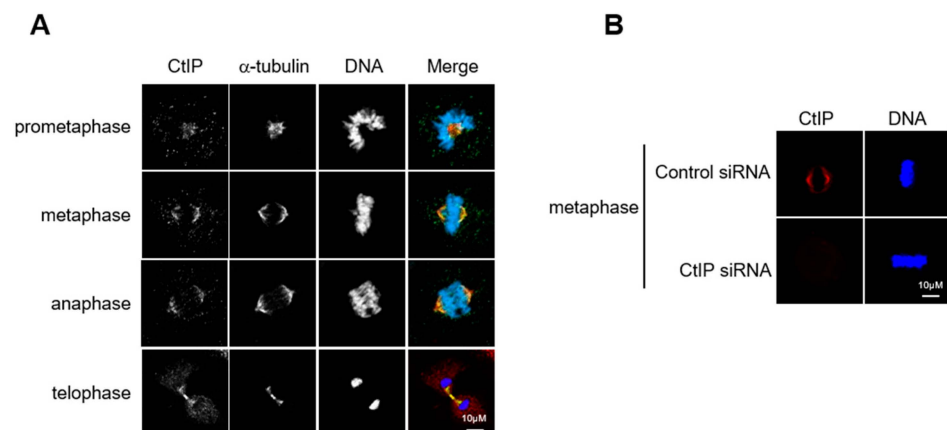 A
CtIP α-tubulin DNA Merge
prometaphase
metaphase
anaphase
telophase
10μM
B
CtIP DNA
Control siRNA
metaphase
CtIP siRNA
10μM